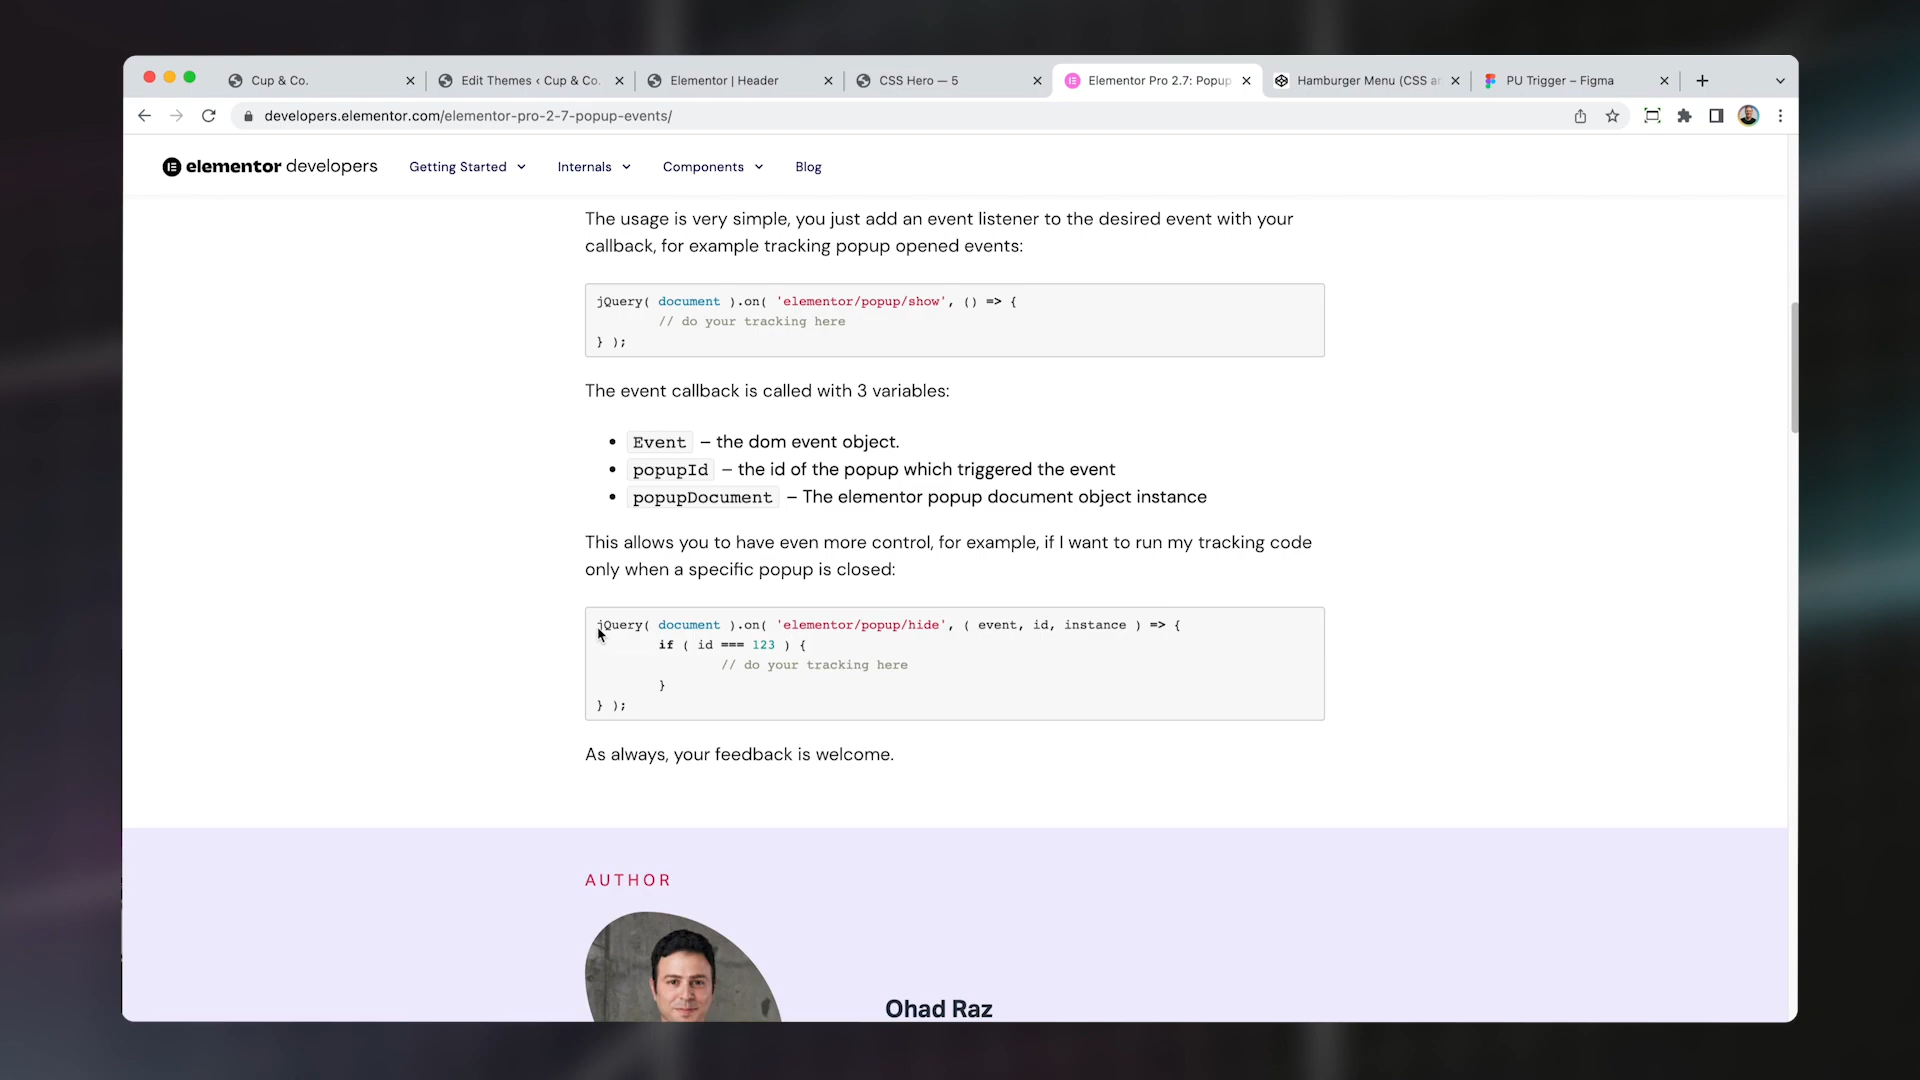 Cup & Co.
Edit Themes ‹ Cup & Co.
Elementor | Header
CSS Hero — 5
Elementor Pro 2.7: Popup
Hamburger Menu (CSS an
PU Trigger – Figma
developers.elementor.com/elementor-pro-2-7-popup-events/
elementor developers
Getting Started
Internals
Components
Blog
The usage is very simple, you just add an event listener to the desired event with your
callback, for example tracking popup opened events:
jQuery( document ).on( 'elementor/popup/show', () => {
// do your tracking here
} );
The event callback is called with 3 variables:
• Event – the dom event object.
• popupId – the id of the popup which triggered the event
• popupDocument – The elementor popup document object instance
This allows you to have even more control, for example, if I want to run my tracking code
only when a specific popup is closed:
jQuery( document ).on( 'elementor/popup/hide', ( event, id, instance ) => {
if ( id === 123 ) {
// do your tracking here
}
} );
As always, your feedback is welcome.
AUTHOR
Ohad Raz